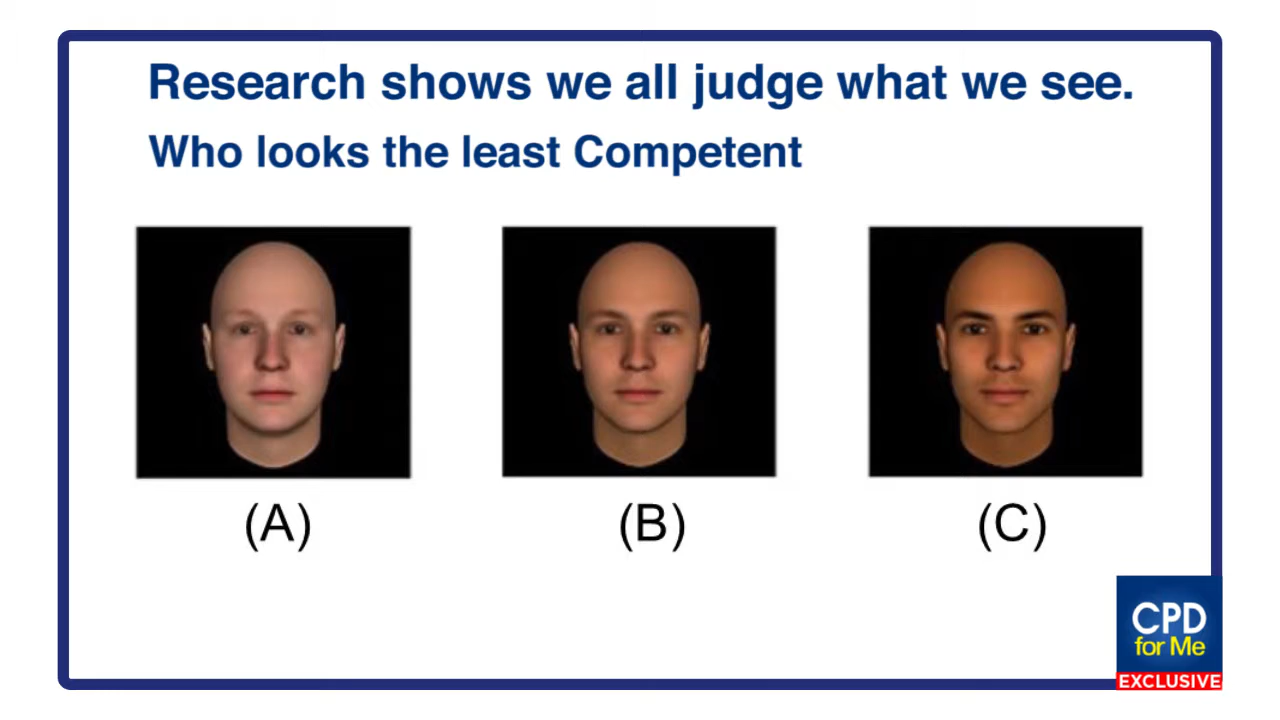 Research shows we all judge what we see.
Who looks the least Competent
(A)
(B)
(C)
CPD
for Me
EXCLUSIVE